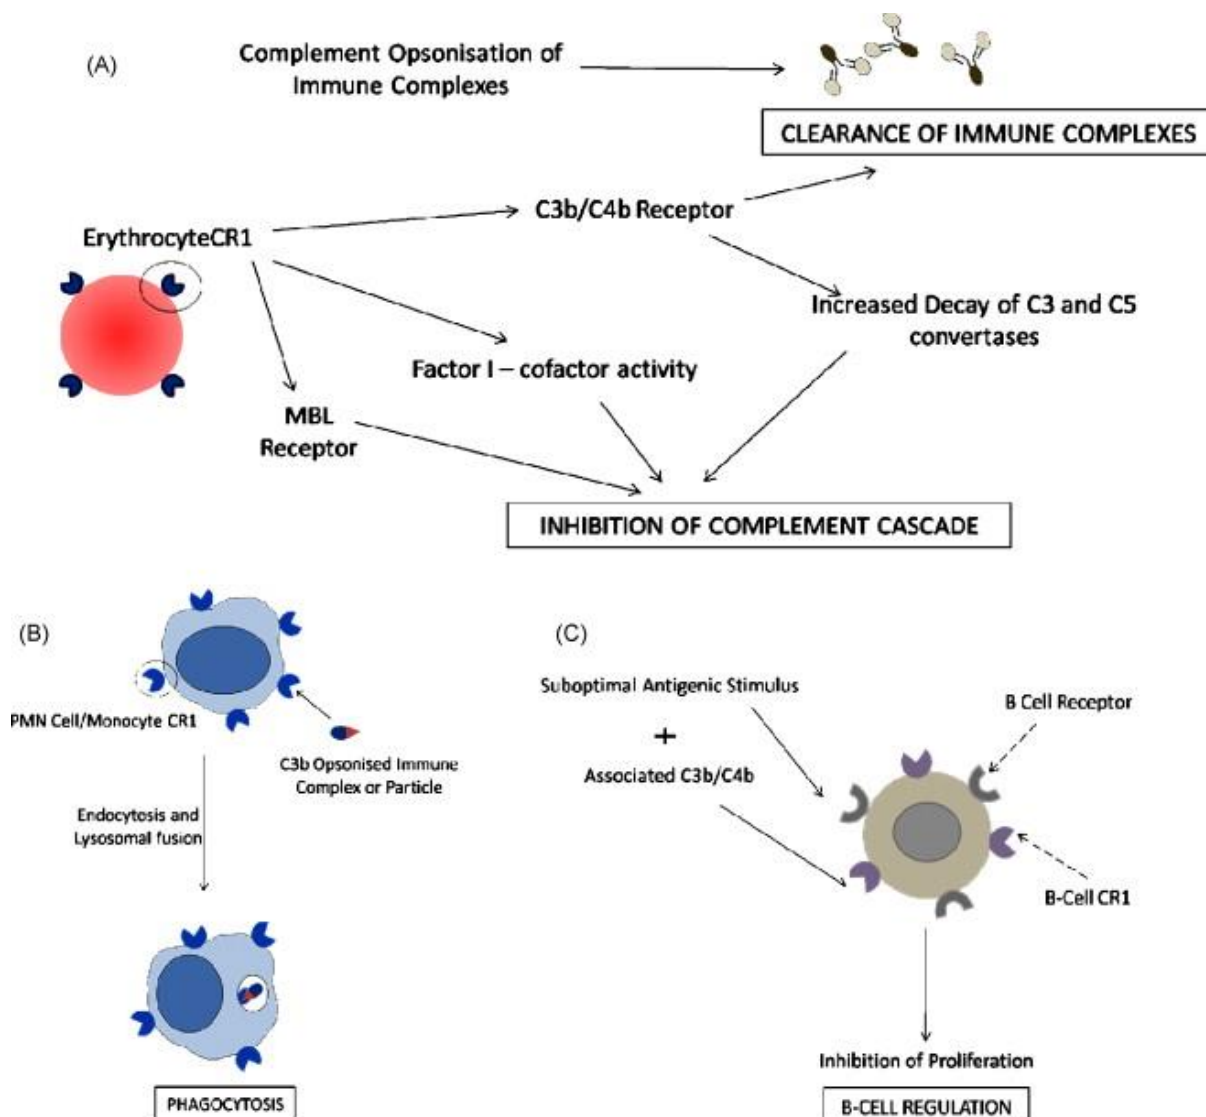 (A)
Complement Opsonisation of
Immune Complexes
CLEARANCE OF IMMUNE COMPLEXES
C3b/C4b Receptor
ErythrocyteCR1
Increased Decay of C3 and C5
convertases
Factor I – cofactor activity
MBL
Receptor
INHIBITION OF COMPLEMENT CASCADE
(B)
PMN Cell/Monocyte CR1
C3b Opsonised Immune
Complex or Particle
Endocytosis and
Lysosomal fusion
PHAGOCYTOSIS
(C)
Suboptimal Antigenic Stimulus
+
Associated C3b/C4b
B Cell Receptor
B-Cell CR1
Inhibition of Proliferation
B-CELL REGULATION